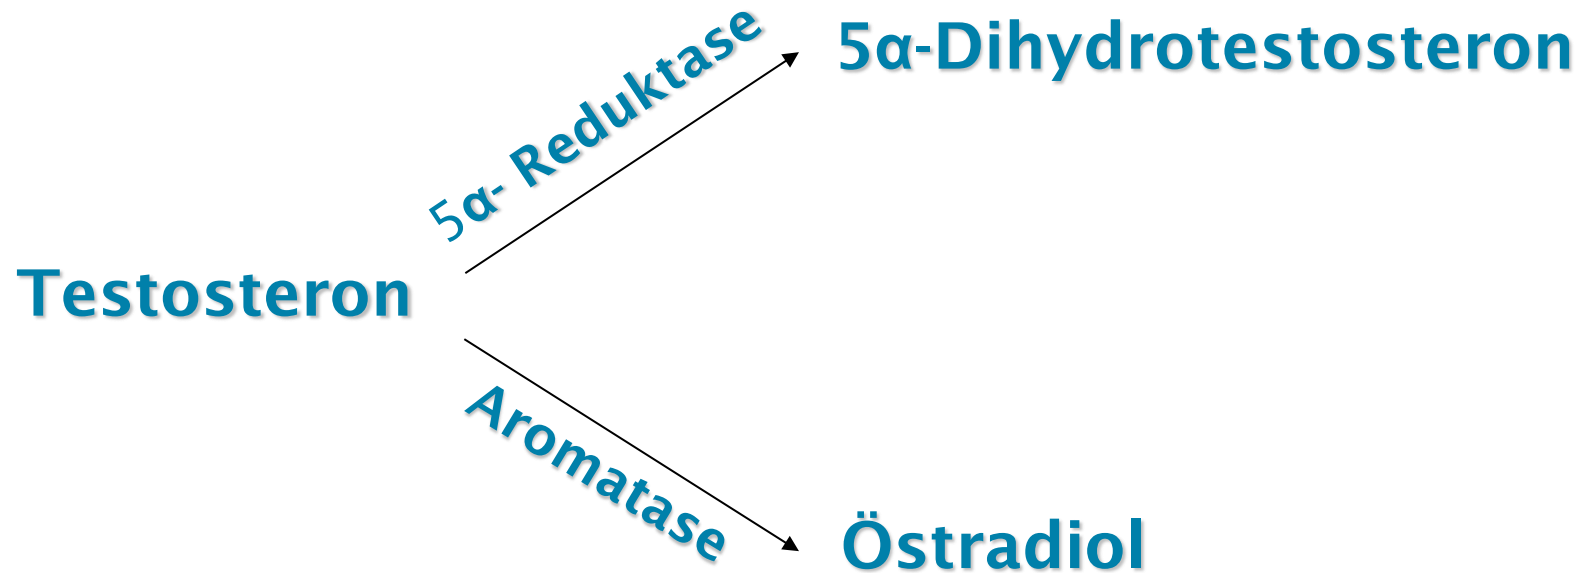 5α-Dihydrotestosteron
5α- Reduktase
Testosteron
Aromatase
Östradiol